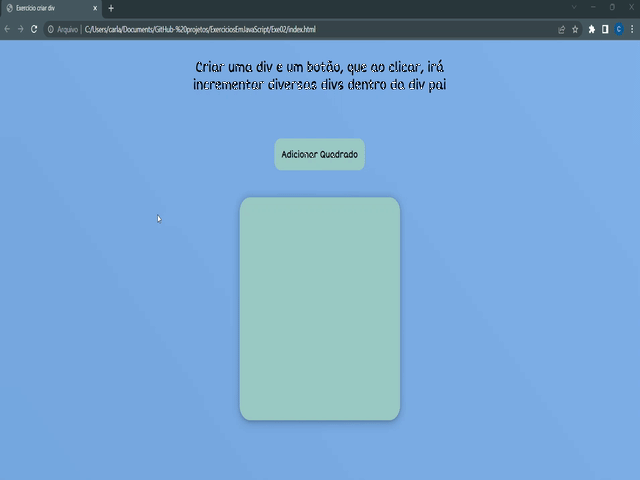 Exercício criar div
Arquivo | C:/Users/carla/Documents/GitHub-%20projetos/ExerciciosEmJavaScript/Exe02/index.html
C
Criar uma div e um botão, que ao clicar, irá
incrementar diversas divs dentro da div pai
Adicionar Quadrado